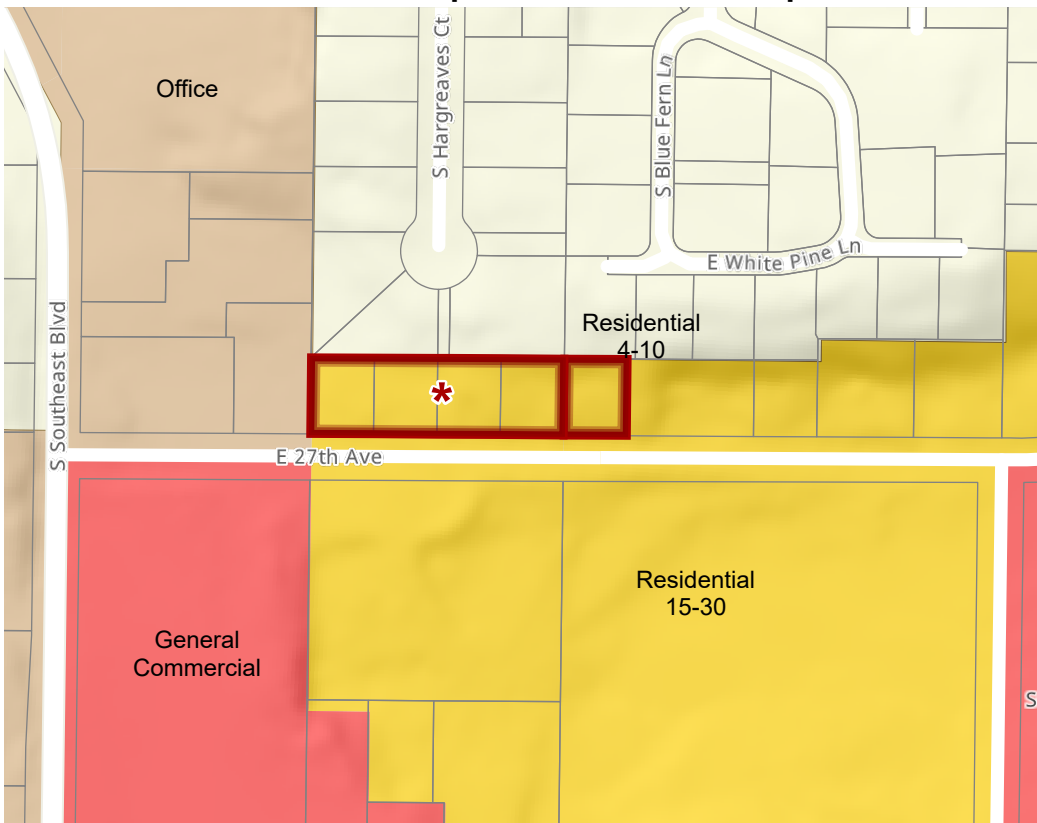 Office
S Hargreaves Ct
S Blue Fern Ln
E White Pine Ln
Residential
4-10
*
S Southeast Blvd
E 27th Ave
Residential
15-30
General
Commercial
S